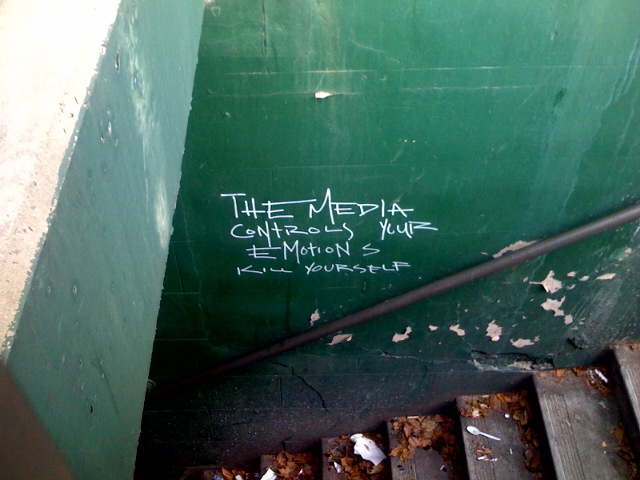 THE MEDIA
CONTROLS YOUR
EMOTIONS
KILL YOURSELF